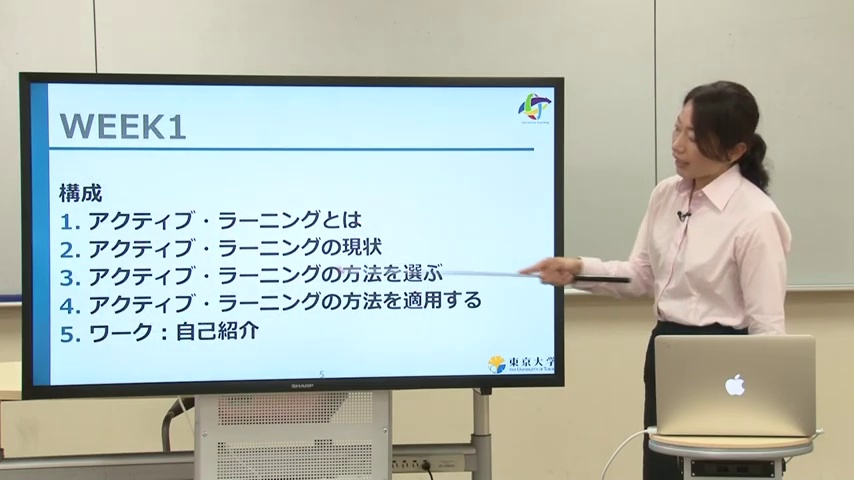 WEEK1
構成
1. アクティブ・ラーニングとは
2. アクティブ・ラーニングの現状
3. アクティブ・ラーニングの方法を選ぶ
4. アクティブ・ラーニングの方法を適用する
5. ワーク：自己紹介
5
東京大学
SHARP